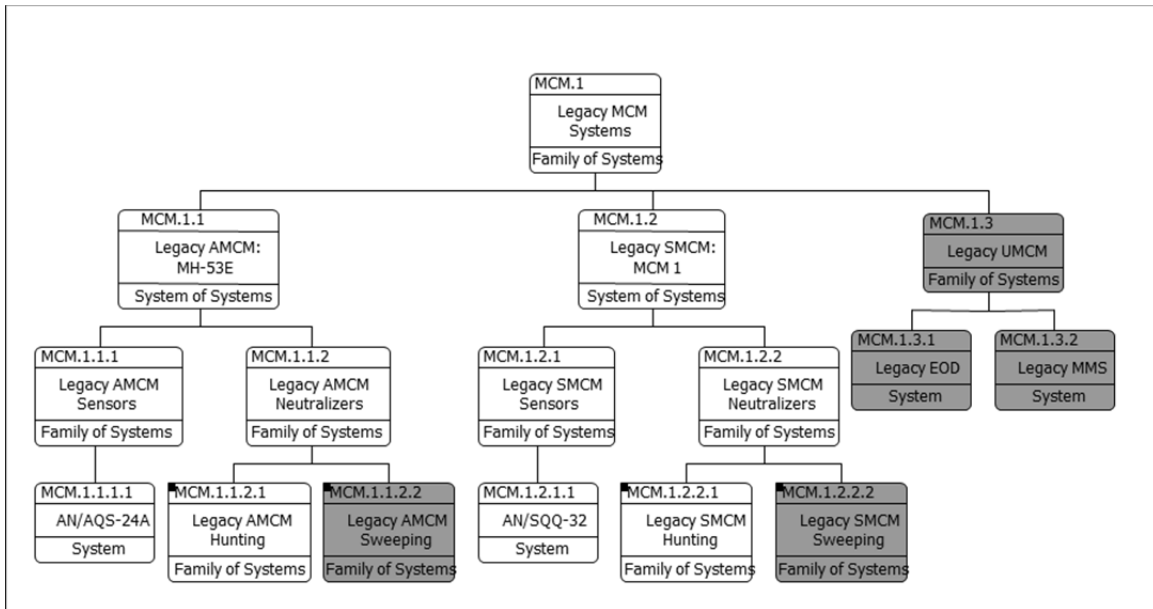 MCM.1
Legacy MCM
Systems
Family of Systems
MCM.1.1
Legacy AMCM:
MH-53E
System of Systems
MCM.1.2
Legacy SMCM:
MCM 1
System of Systems
MCM.1.3
Legacy UMCM
Family of Systems
MCM.1.1.1
Legacy AMCM
Sensors
Family of Systems
MCM.1.1.2
Legacy AMCM
Neutralizers
Family of Systems
MCM.1.2.1
Legacy SMCM
Sensors
Family of Systems
MCM.1.2.2
Legacy SMCM
Neutralizers
Family of Systems
MCM.1.3.1
Legacy EOD
System
MCM.1.3.2
Legacy MMS
System
MCM.1.1.1.1
AN/AQS-24A
System
MCM.1.1.2.1
Legacy AMCM
Hunting
Family of Systems
MCM.1.1.2.2
Legacy AMCM
Sweeping
Family of Systems
MCM.1.2.1.1
AN/SQQ-32
System
MCM.1.2.2.1
Legacy SMCM
Hunting
Family of Systems
MCM.1.2.2.2
Legacy SMCM
Sweeping
Family of Systems